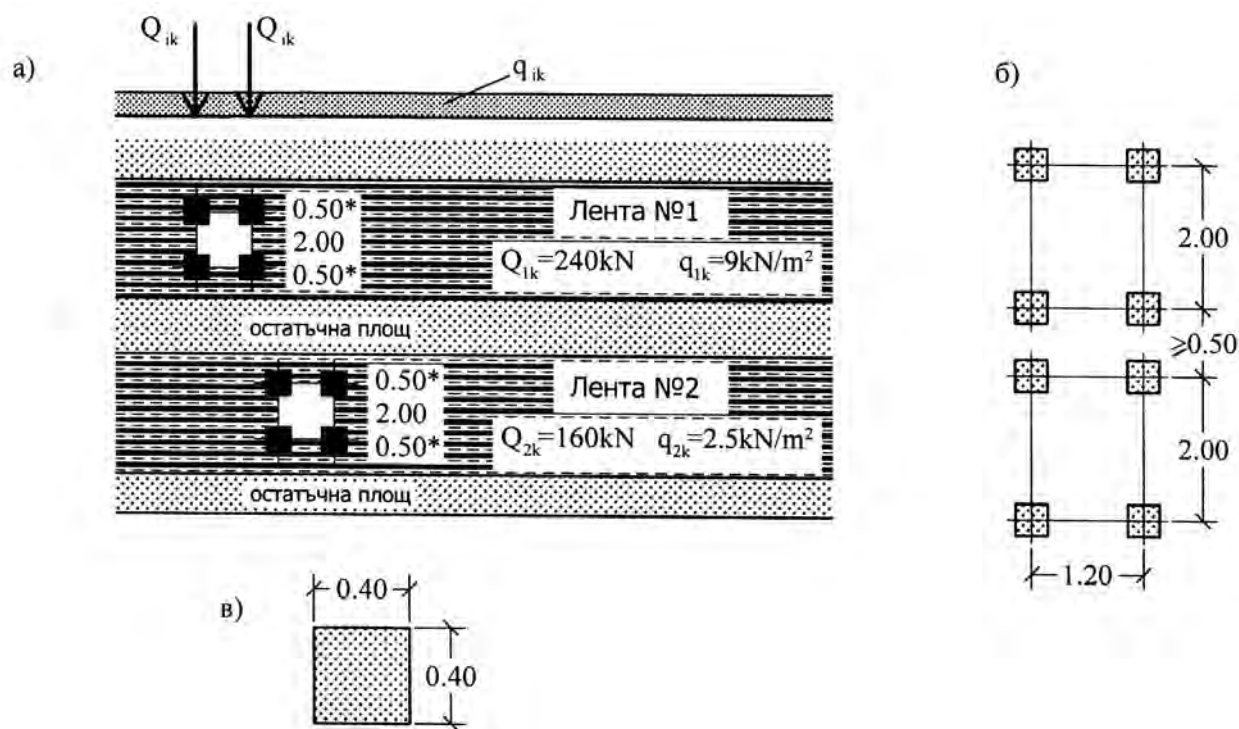 Q ik Q ik
а)
q ik
б)
0.50*
2.00
0.50*
Лента №1
Q1k=240kN q1k=9kN/m²
остатъчна площ
0.50*
2.00
0.50*
Лента №2
Q2k=160kN q2k=2.5kN/m²
остатъчна площ
2.00
≥0.50
2.00
1.20
в)
0.40
0.40